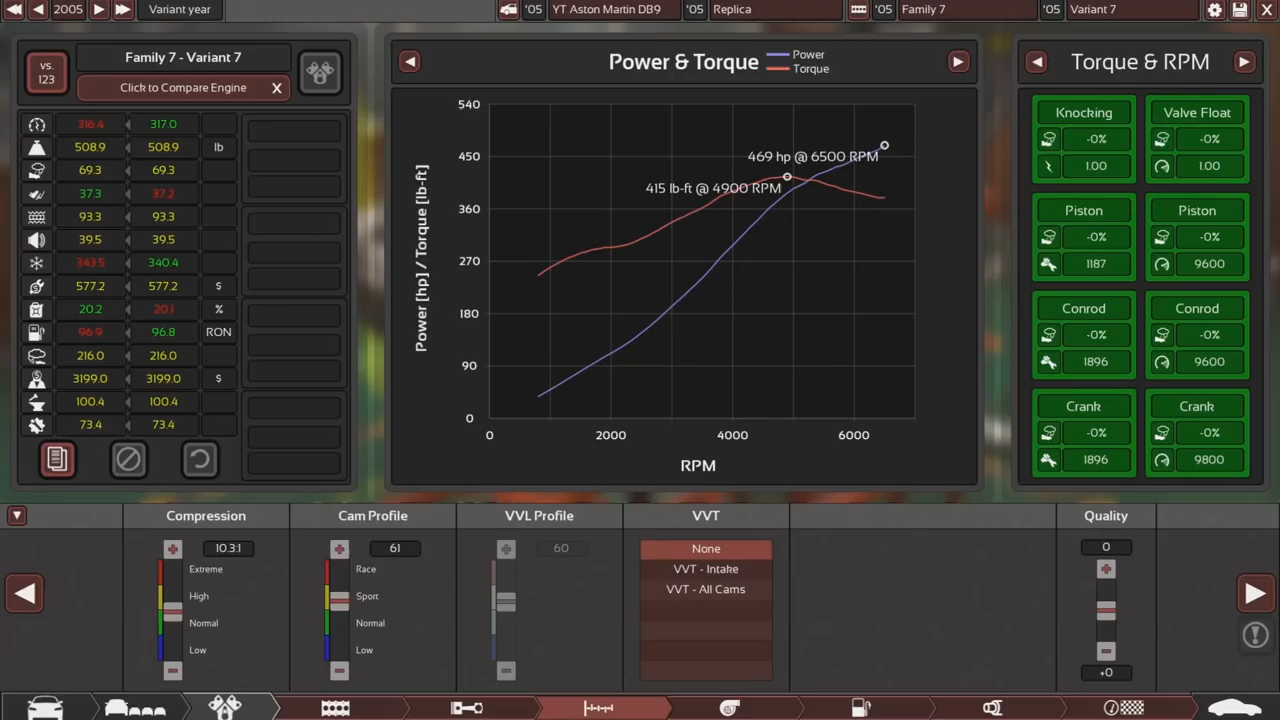 2005
Variant year
'05
YT Aston Martin DB9
'05
Replica
'05
Family 7
'05
Variant 7
vs.
123
Family 7 - Variant 7
Click to Compare Engine
X
316.4 317.0
508.9 508.9 lb
69.3 69.3
37.3 37.2
93.3 93.3
39.5 39.5
343.5 340.4
577.2 577.2 $
20.2 20.1 %
96.9 96.8 RON
216.0 216.0
3199.0 3199.0 $
100.4 100.4
73.4 73.4
Power & Torque
Power
Torque
Power [hp] / Torque [lb-ft]
540
450
360
270
180
90
0
469 hp @ 6500 RPM
415 lb-ft @ 4900 RPM
0 2000 4000 6000
RPM
Torque & RPM
Knocking Valve Float
-0% -0%
1.00 1.00
Piston Piston
-0% -0%
1187 9600
Conrod Conrod
-0% -0%
1896 9600
Crank Crank
-0% -0%
1896 9800
Compression
10.3:1
Extreme
High
Normal
Low
Cam Profile
61
Race
Sport
Normal
Low
VVL Profile
60
VVT
None
VVT - Intake
VVT - All Cams
Quality
0
+0